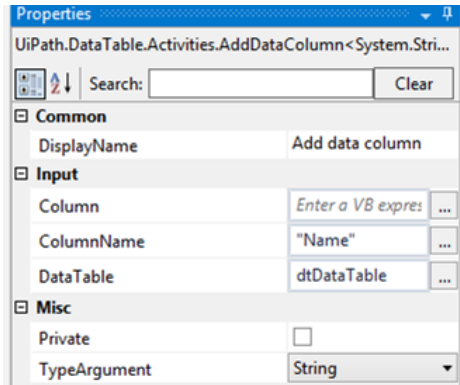 Properties
UiPath.DataTable.Activities.AddDataColumn<System.Stri...
Search: Clear
Common
DisplayName Add data column
Input
Column Enter a VB expres ...
ColumnName "Name" ...
DataTable dtDataTable ...
Misc
Private
TypeArgument String